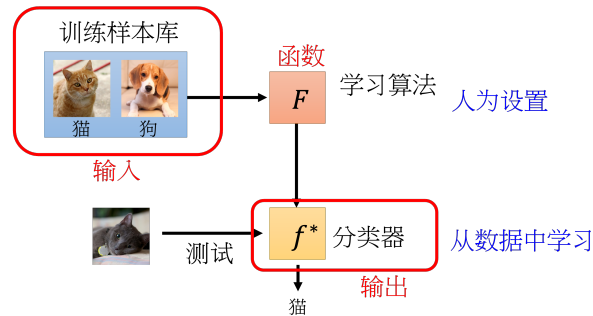 训练样本库
猫
狗
输入
函数
F
学习算法
人为设置
测试
f*
分类器
从数据中学习
输出
猫